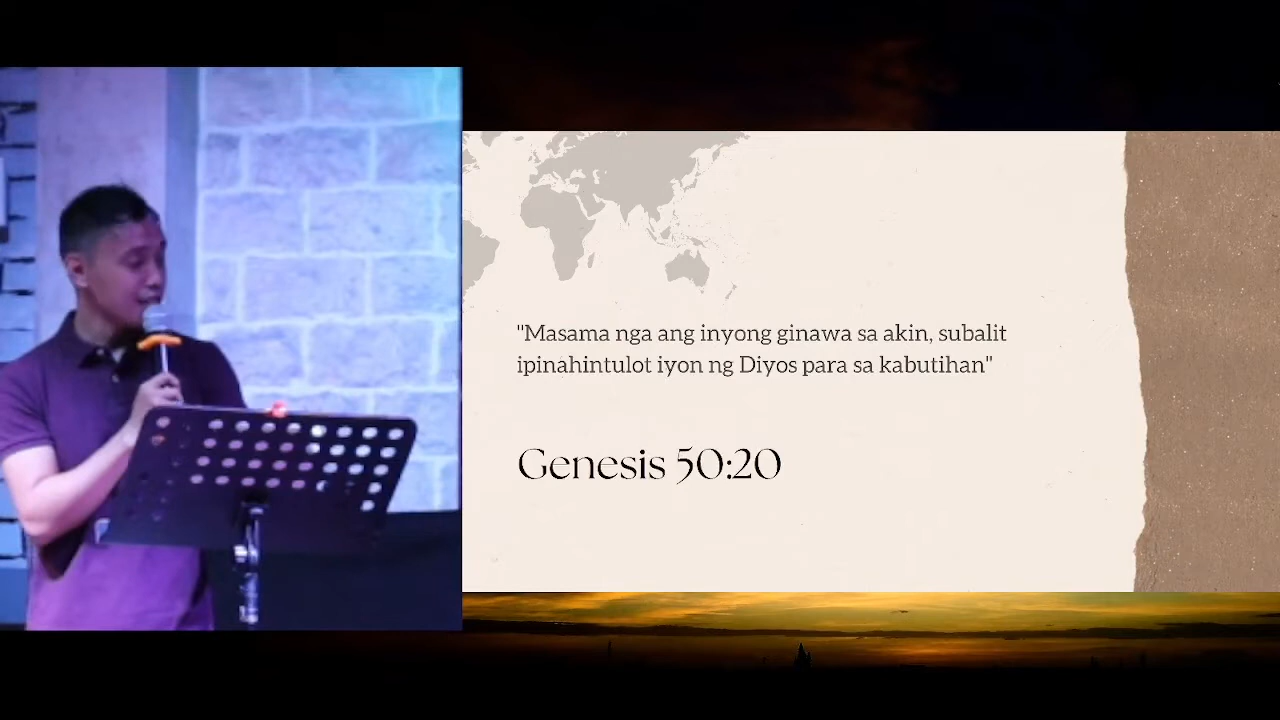 "Masama nga ang inyong ginawa sa akin, subalit
ipinahintulot iyon ng Diyos para sa kabutihan"
Genesis 50:20